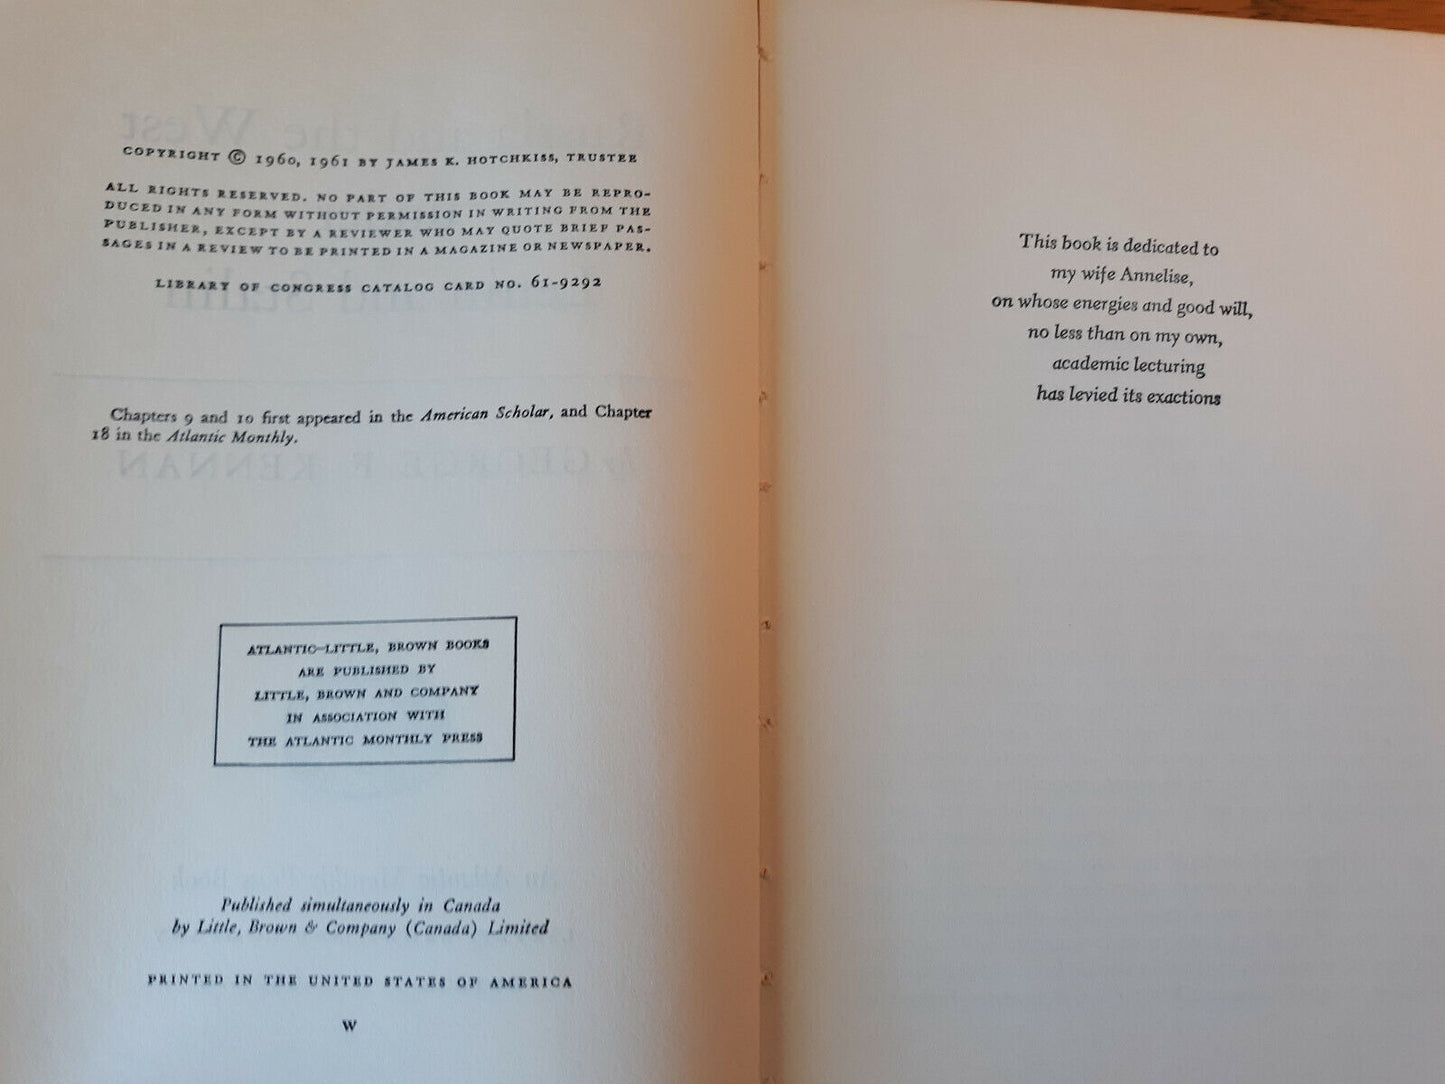 COPYRIGHT © 1960, 1961 BY JAMES K. HOTCHKISS, TRUSTEE
ALL RIGHTS RESERVED. NO PART OF THIS BOOK MAY BE REPRO-
DUCED IN ANY FORM WITHOUT PERMISSION IN WRITING FROM THE
PUBLISHER, EXCEPT BY A REVIEWER WHO MAY QUOTE BRIEF PAS-
SAGES IN A REVIEW TO BE PRINTED IN A MAGAZINE OR NEWSPAPER.
LIBRARY OF CONGRESS CATALOG CARD NO. 61-9292
Chapters 9 and 10 first appeared in the American Scholar, and Chapter
18 in the Atlantic Monthly.
ATLANTIC–LITTLE, BROWN BOOKS
ARE PUBLISHED BY
LITTLE, BROWN AND COMPANY
IN ASSOCIATION WITH
THE ATLANTIC MONTHLY PRESS
Published simultaneously in Canada
by Little, Brown & Company (Canada) Limited
PRINTED IN THE UNITED STATES OF AMERICA
W
This book is dedicated to
my wife Annelise,
on whose energies and good will,
no less than on my own,
academic lecturing
has levied its exactions